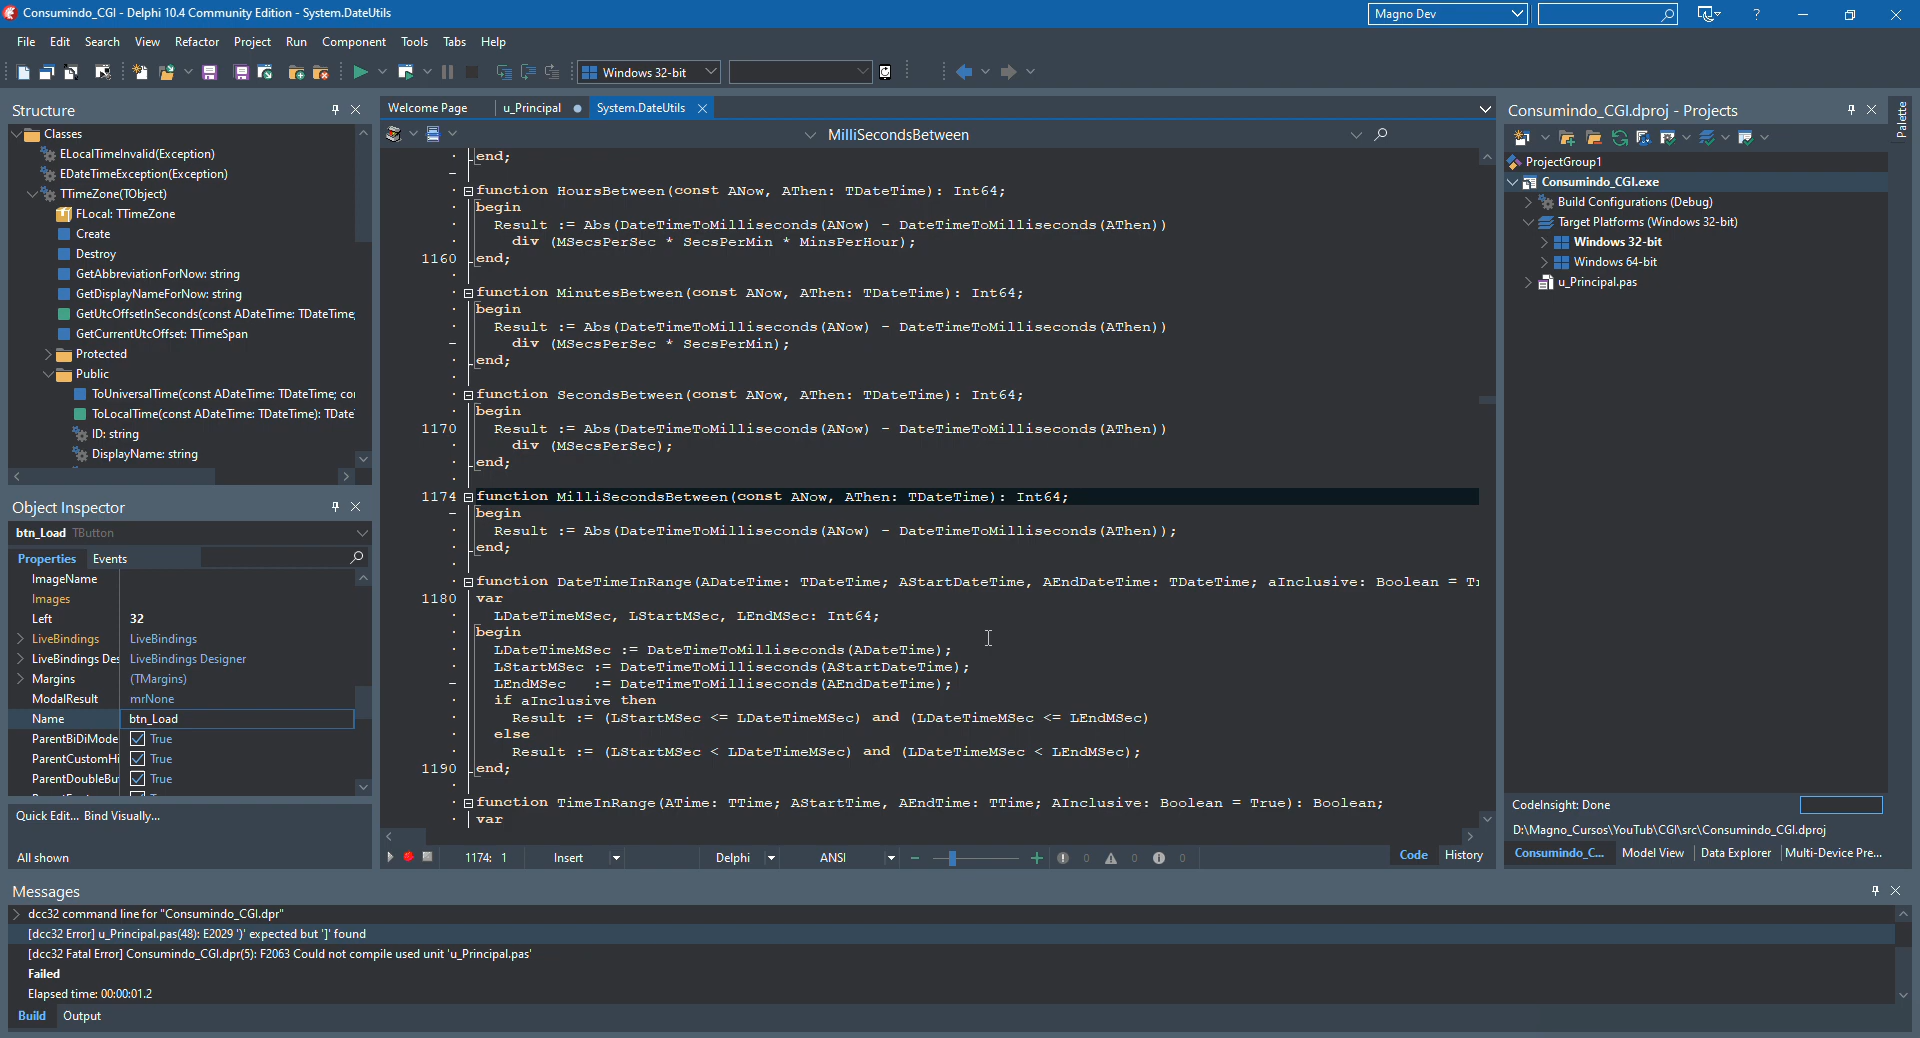 Consumindo_CGI - Delphi 10.4 Community Edition - System.DateUtils
Magno Dev
File Edit Search View Refactor Project Run Component Tools Tabs Help
Windows 32-bit
Structure
Classes
ELocalTimeInvalid(Exception)
EDateTimeException(Exception)
TTimeZone(TObject)
FLocal: TTimeZone
Create
Destroy
GetAbbreviationForNow: string
GetDisplayNameForNow: string
GetUtcOffsetInSeconds(const ADateTime: TDateTime;
GetCurrentUtcOffset: TTimeSpan
Protected
Public
ToUniversalTime(const ADateTime: TDateTime; co
ToLocalTime(const ADateTime: TDateTime): TDate
ID: string
DisplayName: string
Object Inspector
btn_Load TButton
Properties Events
ImageName
Images
Left 32
LiveBindings LiveBindings
LiveBindings Des LiveBindings Designer
Margins (TMargins)
ModalResult mrNone
Name btn_Load
ParentBiDiMode True
ParentCustomHi True
ParentDoubleBu True
Quick Edit... Bind Visually...
All shown
Welcome Page u_Principal System.DateUtils
MilliSecondsBetween
end;
function HoursBetween(const ANow, AThen: TDateTime): Int64;
begin
Result := Abs(DateTimeToMilliseconds(ANow) - DateTimeToMilliseconds(AThen))
div (MSecsPerSec * SecsPerMin * MinsPerHour);
1160 end;
function MinutesBetween(const ANow, AThen: TDateTime): Int64;
begin
Result := Abs(DateTimeToMilliseconds(ANow) - DateTimeToMilliseconds(AThen))
div (MSecsPerSec * SecsPerMin);
end;
function SecondsBetween(const ANow, AThen: TDateTime): Int64;
begin
1170 Result := Abs(DateTimeToMilliseconds(ANow) - DateTimeToMilliseconds(AThen))
div (MSecsPerSec);
end;
1174 function MilliSecondsBetween(const ANow, AThen: TDateTime): Int64;
begin
Result := Abs(DateTimeToMilliseconds(ANow) - DateTimeToMilliseconds(AThen));
end;
function DateTimeInRange(ADateTime: TDateTime; AStartDateTime, AEndDateTime: TDateTime; aInclusive: Boolean = Tr
1180 var
LDateTimeMSec, LStartMSec, LEndMSec: Int64;
begin
LDateTimeMSec := DateTimeToMilliseconds(ADateTime);
LStartMSec := DateTimeToMilliseconds(AStartDateTime);
LEndMSec := DateTimeToMilliseconds(AEndDateTime);
if aInclusive then
Result := (LStartMSec <= LDateTimeMSec) and (LDateTimeMSec <= LEndMSec)
else
Result := (LStartMSec < LDateTimeMSec) and (LDateTimeMSec < LEndMSec);
1190 end;
function TimeInRange(ATime: TTime; AStartTime, AEndTime: TTime; AInclusive: Boolean = True): Boolean;
var
1174: 1 Insert Delphi ANSI 0 0 0 Code History
Consumindo_CGI.dproj - Projects
Palette
ProjectGroup1
Consumindo_CGI.exe
Build Configurations (Debug)
Target Platforms (Windows 32-bit)
Windows 32-bit
Windows 64-bit
u_Principal.pas
CodeInsight: Done
D:\Magno_Cursos\YouTub\CGI\src\Consumindo_CGI.dproj
Consumindo_C... Model View Data Explorer Multi-Device Pre...
Messages
dcc32 command line for "Consumindo_CGI.dpr"
[dcc32 Error] u_Principal.pas(48): E2029 ')' expected but ']' found
[dcc32 Fatal Error] Consumindo_CGI.dpr(5): F2063 Could not compile used unit 'u_Principal.pas'
Failed
Elapsed time: 00:00:01.2
Build Output